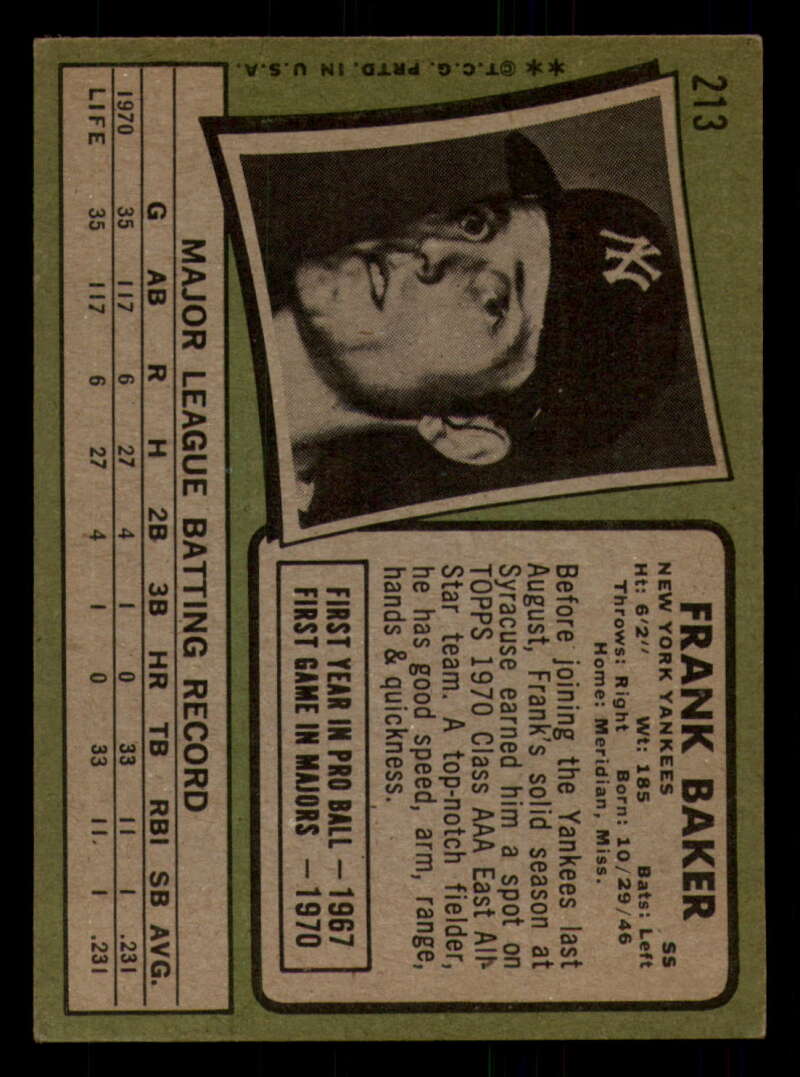 213
**@T.C.G. PRTD. IN U.S.A.
NY
FRANK BAKER
NEW YORK YANKEES SS
Ht: 6'2" Wt: 185 Bats: Left
Throws: Right Born: 10/29/46
Home: Meridian, Miss.
Before joining the Yankees last
August, Frank's solid season at
Syracuse earned him a spot on
TOPPS 1970 Class AAA East All-
Star team. A top-notch fielder,
he has good speed, arm, range,
hands & quickness.
FIRST YEAR IN PRO BALL — 1967
FIRST GAME IN MAJORS — 1970
MAJOR LEAGUE BATTING RECORD
G AB R H 2B 3B HR TB RBI SB AVG.
1970 35 117 6 27 4 1 0 33 11 1 .231
LIFE 35 117 6 27 4 1 0 33 11 1 .231